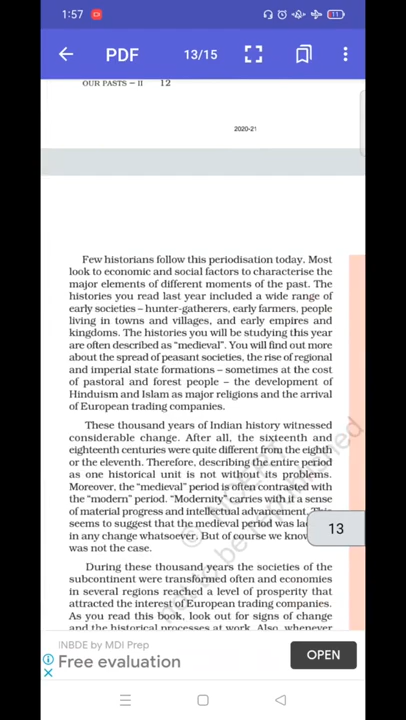 1:57
11
PDF
13/15
OUR PASTS – II 12
2020-21
Few historians follow this periodisation today. Most
look to economic and social factors to characterise the
major elements of different moments of the past. The
histories you read last year included a wide range of
early societies – hunter-gatherers, early farmers, people
living in towns and villages, and early empires and
kingdoms. The histories you will be studying this year
are often described as “medieval”. You will find out more
about the spread of peasant societies, the rise of regional
and imperial state formations – sometimes at the cost
of pastoral and forest people – the development of
Hinduism and Islam as major religions and the arrival
of European trading companies.
These thousand years of Indian history witnessed
considerable change. After all, the sixteenth and
eighteenth centuries were quite different from the eighth
or the eleventh. Therefore, describing the entire period
as one historical unit is not without its problems.
Moreover, the “medieval” period is often contrasted with
the “modern” period. “Modernity” carries with it a sense
of material progress and intellectual advancement. This
seems to suggest that the medieval period was
in any change whatsoever. But of course we
was not the case.
13
During these thousand years the societies of the
subcontinent were transformed often and economies
in several regions reached a level of prosperity that
attracted the interest of European trading companies.
As you read this book, look out for signs of change
and the historical processes at work. Also, whenever
iNBDE by MDI Prep
Free evaluation
OPEN